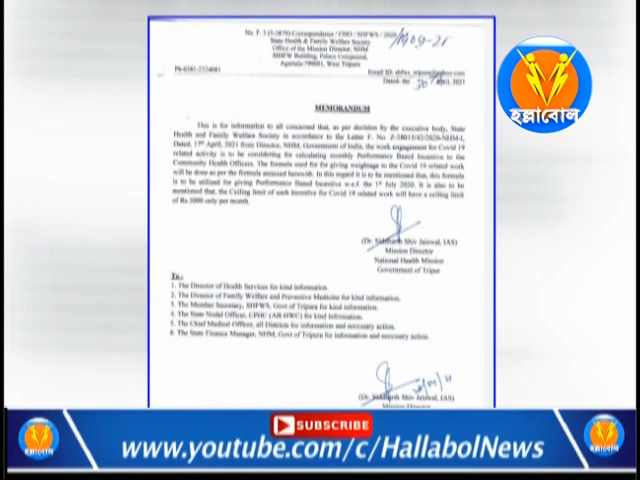 No. F. 3 (5-3879) Correspondence / CHO / SHFWS / 2020
State Health & Family Welfare Society
Office of the Mission Director, NHM
SHFW Building, Palace Compound,
Agartala-799001, West Tripura
Ph-0381-2324081
Email ID:
Dated- the 30 April, 2021
MEMORANDUM
This is for information to all concerned that, as per decision by the executive body, State
Health and Family Welfare Society in accordance to the Letter F. No. Z-28015/42/2020-NHM-I,
Dated. 17th April, 2021 from Director, NHM, Government of India, the work engagement for Covid 19
related activity is to be considering for calculating monthly Performance Based Incentive to the
Community Health Officers. The formula used for for giving weightage to the Covid 19 related work
will be done as per the formula annexed herewith. In this regard it is to be mentioned that, this formula
is to be utilized for giving Performance Based Incentive w.e.f. the 1st July 2020. It is also to be
mentioned that, the Ceiling limit of such incentive for Covid 19 related work will have a ceiling limit
of Rs 5000 only per month.
(Dr. Siddharth Shiv Jaiswal, IAS)
Mission Director
National Health Mission
Government of Tripur
To :
1. The Director of Health Services for kind information.
2. The Director of Family Welfare and Preventive Medicine for kind information.
3. The Member Secretary, SHFWS, Govt of Tripura for kind information.
4. The State Nodal Officer, CPHC (AB-HWC) for kind information.
5. The Chief Medical Officer, all Districts for information and necessary action.
6. The State Finance Manager, NHM, Govt of Tripura for information and necessary action.
(Dr. Siddharth Shiv Jaiswal, IAS)
Mission Director
হল্লাবোল
SUBSCRIBE
www.youtube.com/c/HallabolNews
হল্লাবোল
হল্লাবোল